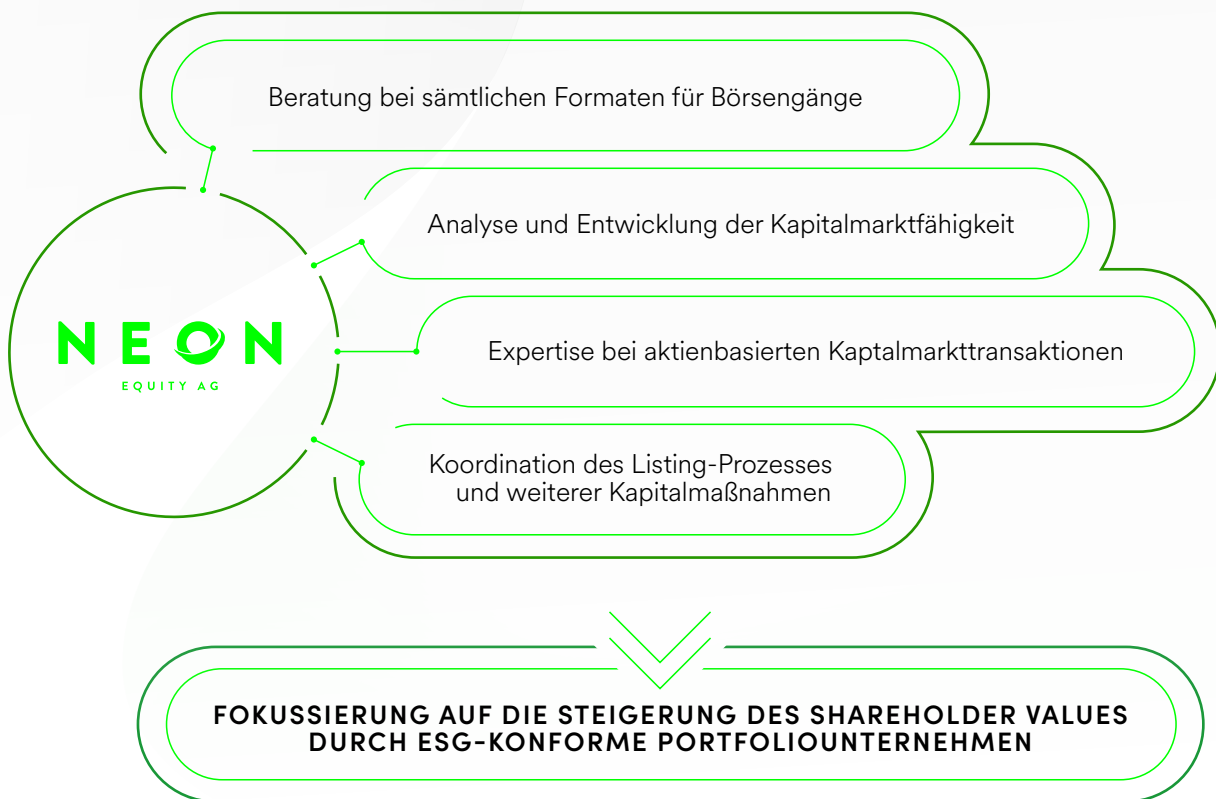 Beratung bei sämtlichen Formaten für Börsengänge
Analyse und Entwicklung der Kapitalmarktfähigkeit
NEON
EQUITY AG
Expertise bei aktienbasierten Kaptalmarkttransaktionen
Koordination des Listing-Prozesses
und weiterer Kapitalmaßnahmen
FOKUSSIERUNG AUF DIE STEIGERUNG DES SHAREHOLDER VALUES
DURCH ESG-KONFORME PORTFOLIOUNTERNEHMEN